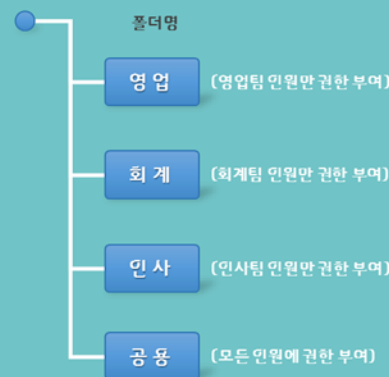 폴더명
영 업 (영업팀 인원만 권한 부여)
회 계 (회계팀 인원만 권한 부여)
인 사 (인사팀 인원만 권한 부여)
공 용 (모든 인원에 권한 부여)